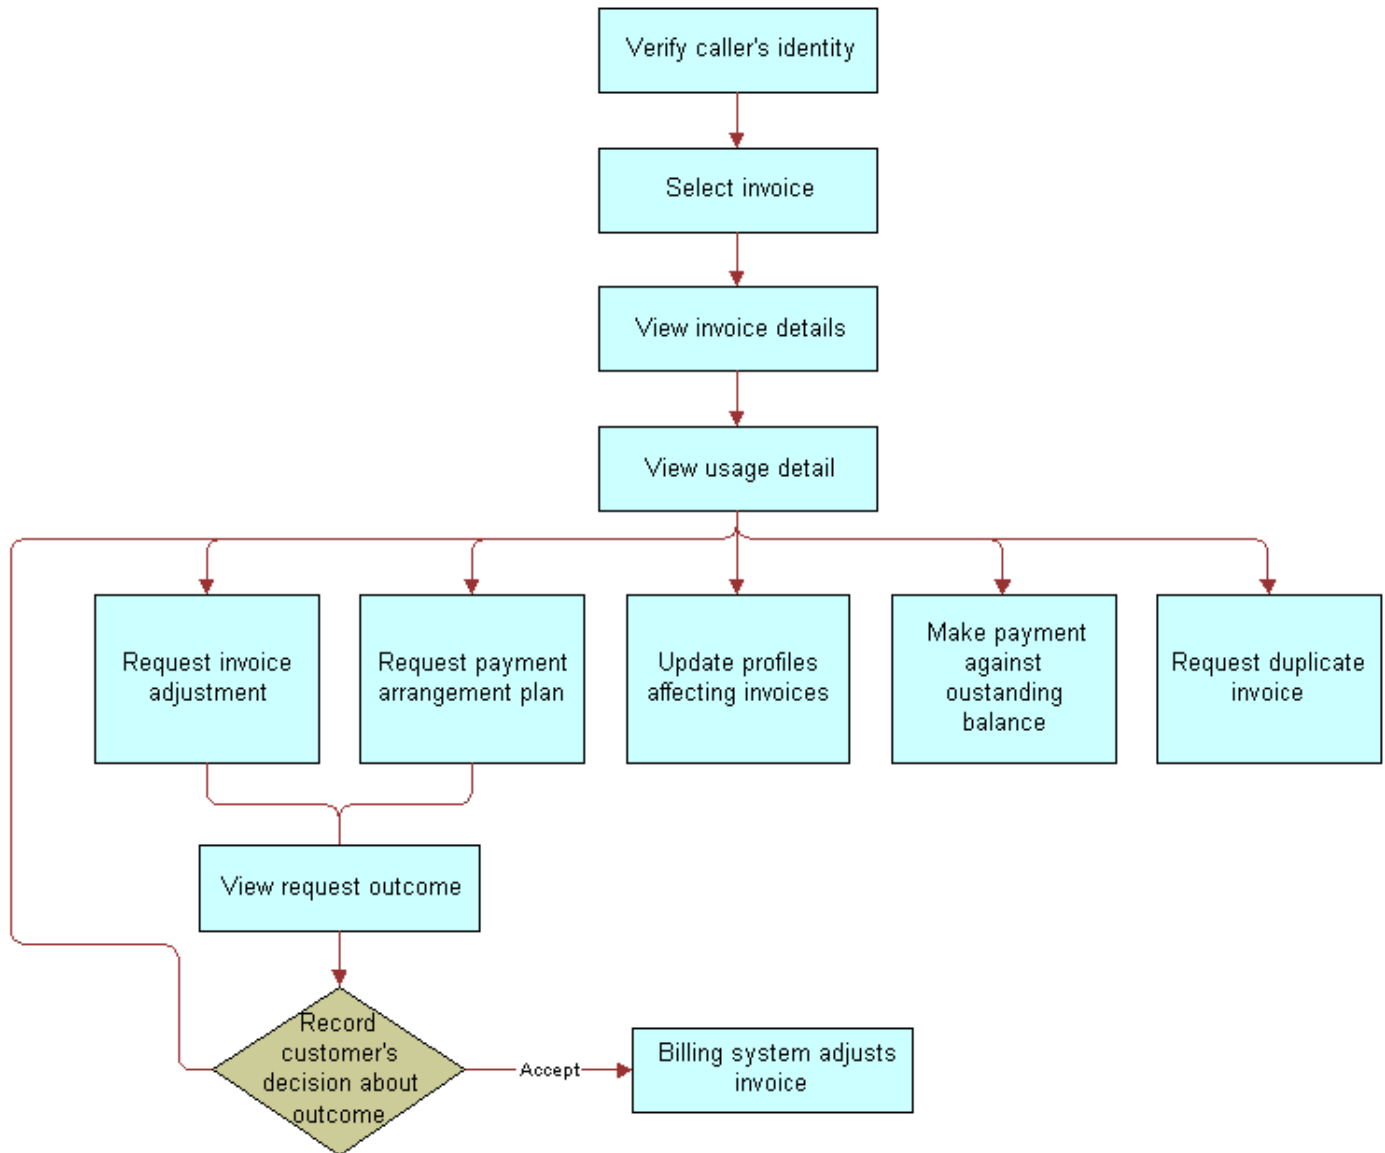 Verify caller's identity
Select invoice
View invoice details
View usage detail
Request invoice
adjustment
Request payment
arrangement plan
Update profiles
affecting invoices
Make payment
against
oustanding
balance
Request duplicate
invoice
View request outcome
Record
customer's
decision about
outcome
Accept
Billing system adjusts
invoice